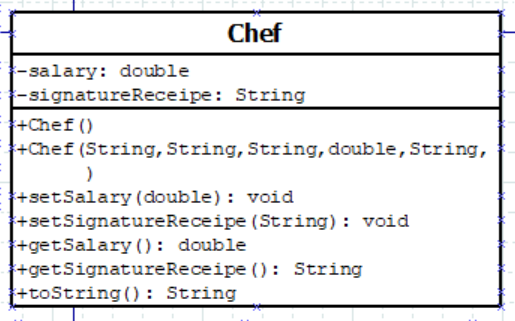 Chef
-salary: double
-signatureReceipe: String
+Chef()
+Chef(String,String,String,double,String,
)
+setSalary(double): void
+setSignatureReceipe(String): void
+getSalary(): double
+getSignatureReceipe(): String
+toString(): String